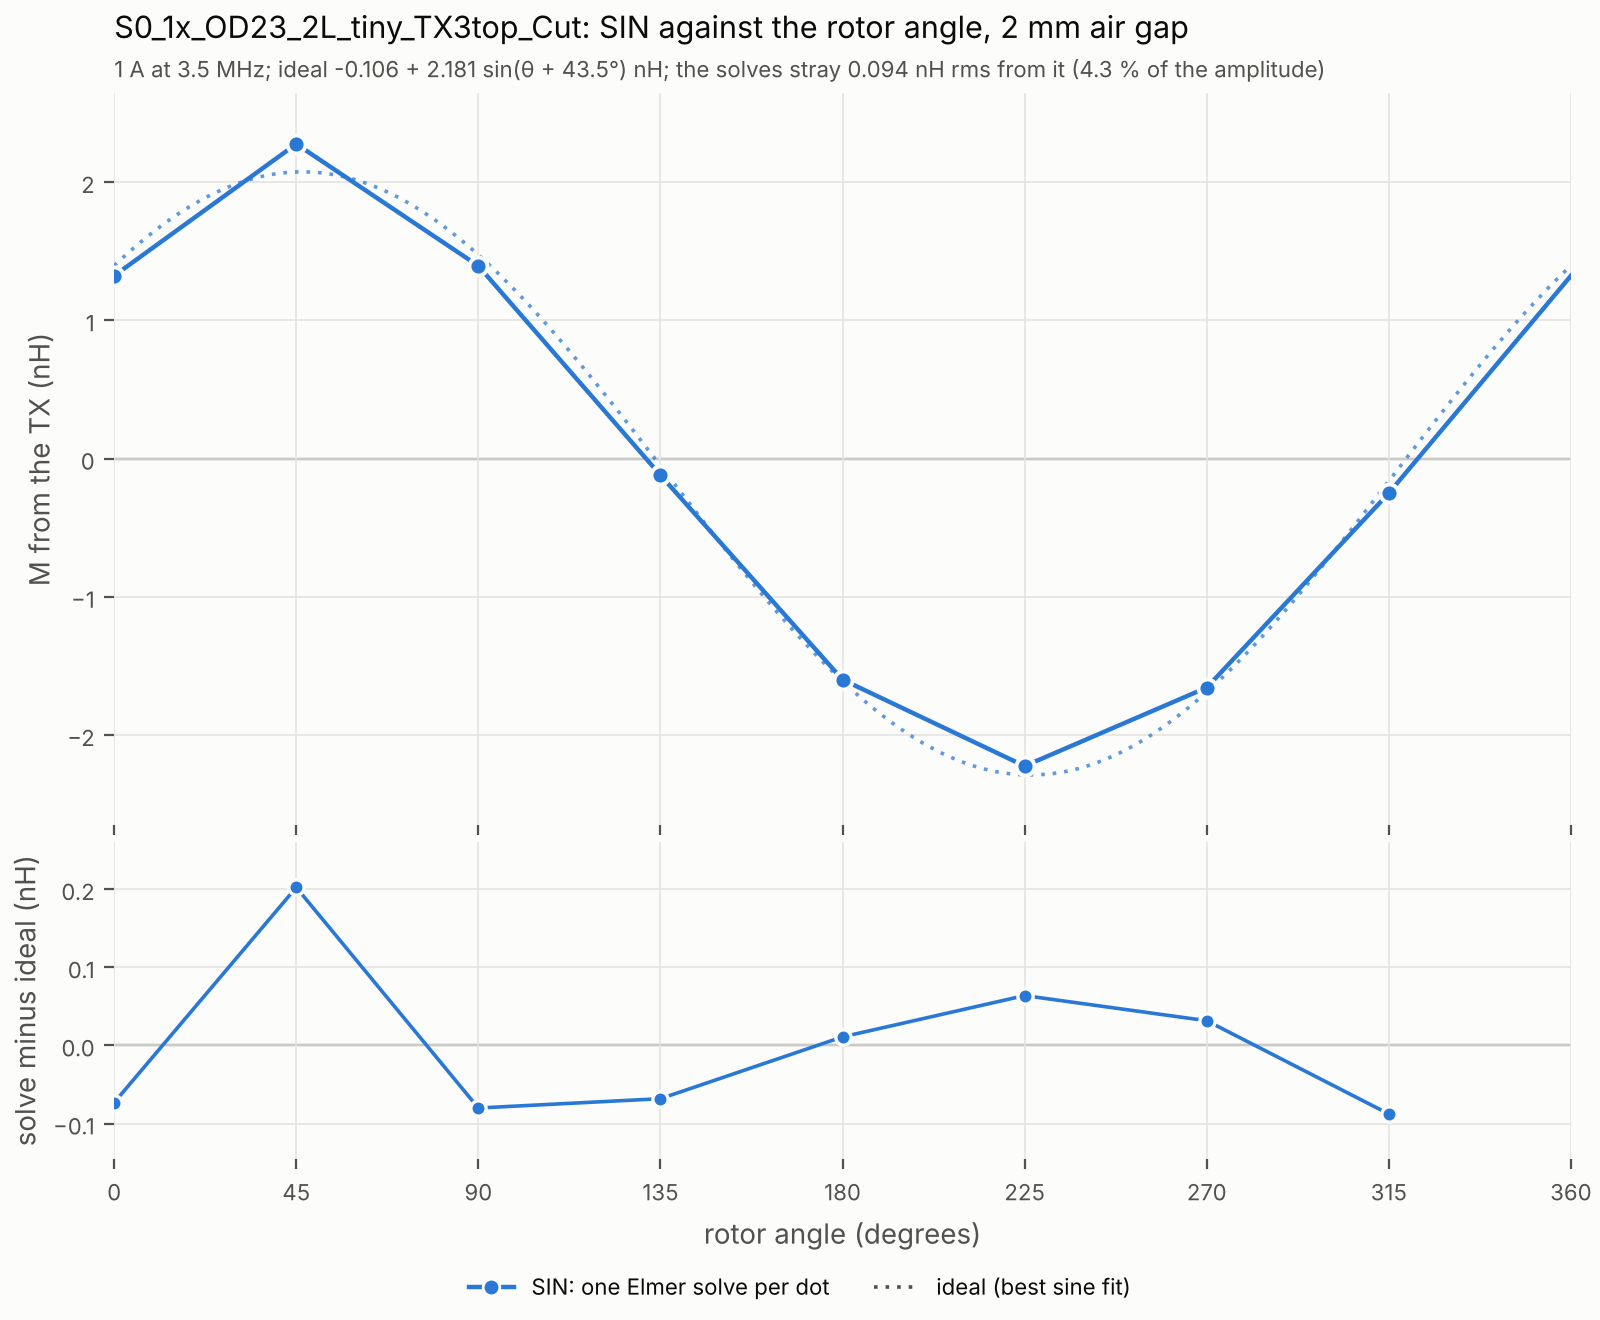 S0_1x_OD23_2L_tiny_TX3top_Cut: SIN against the rotor angle, 2 mm air gap
1 A at 3.5 MHz; ideal -0.106 + 2.181 sin(θ + 43.5°) nH; the solves stray 0.094 nH rms from it (4.3 % of the amplitude)
M from the TX (nH)
2
1
0
−1
−2
solve minus ideal (nH)
0.2
0.1
0.0
−0.1
0 45 90 135 180 225 270 315 360
rotor angle (degrees)
SIN: one Elmer solve per dot ideal (best sine fit)